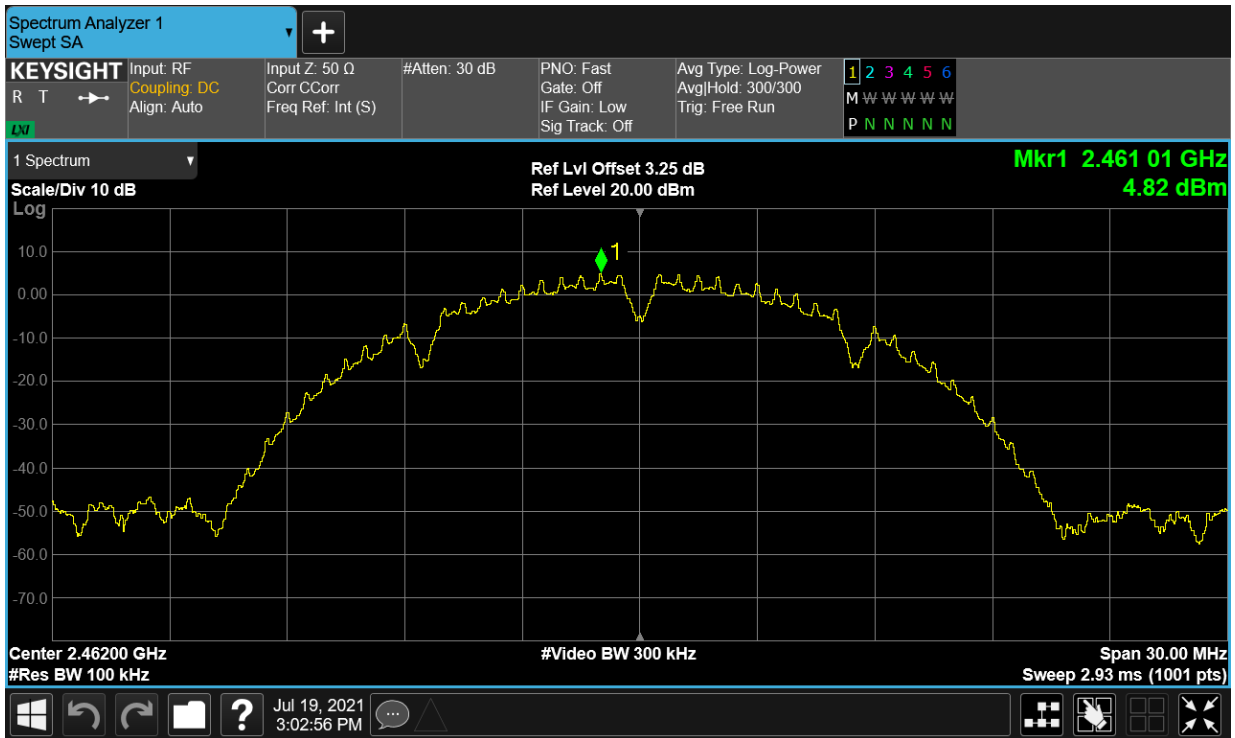 Spectrum Analyzer 1
Swept SA
+
KEYSIGHT
R T
LXI
Input: RF
Coupling: DC
Align: Auto
Input Z: 50 Ω
Corr CCorr
Freq Ref: Int (S)
#Atten: 30 dB
PNO: Fast
Gate: Off
IF Gain: Low
Sig Track: Off
Avg Type: Log-Power
Avg|Hold: 300/300
Trig: Free Run
1 2 3 4 5 6
M W W W W W
P N N N N N N
1 Spectrum
Scale/Div 10 dB
Log
Ref Lvl Offset 3.25 dB
Ref Level 20.00 dBm
Mkr1 2.461 01 GHz
4.82 dBm
1
10.0
0.00
-10.0
-20.0
-30.0
-40.0
-50.0
-60.0
-70.0
Center 2.46200 GHz
#Res BW 100 kHz
#Video BW 300 kHz
Span 30.00 MHz
Sweep 2.93 ms (1001 pts)
?
Jul 19, 2021
3:02:56 PM